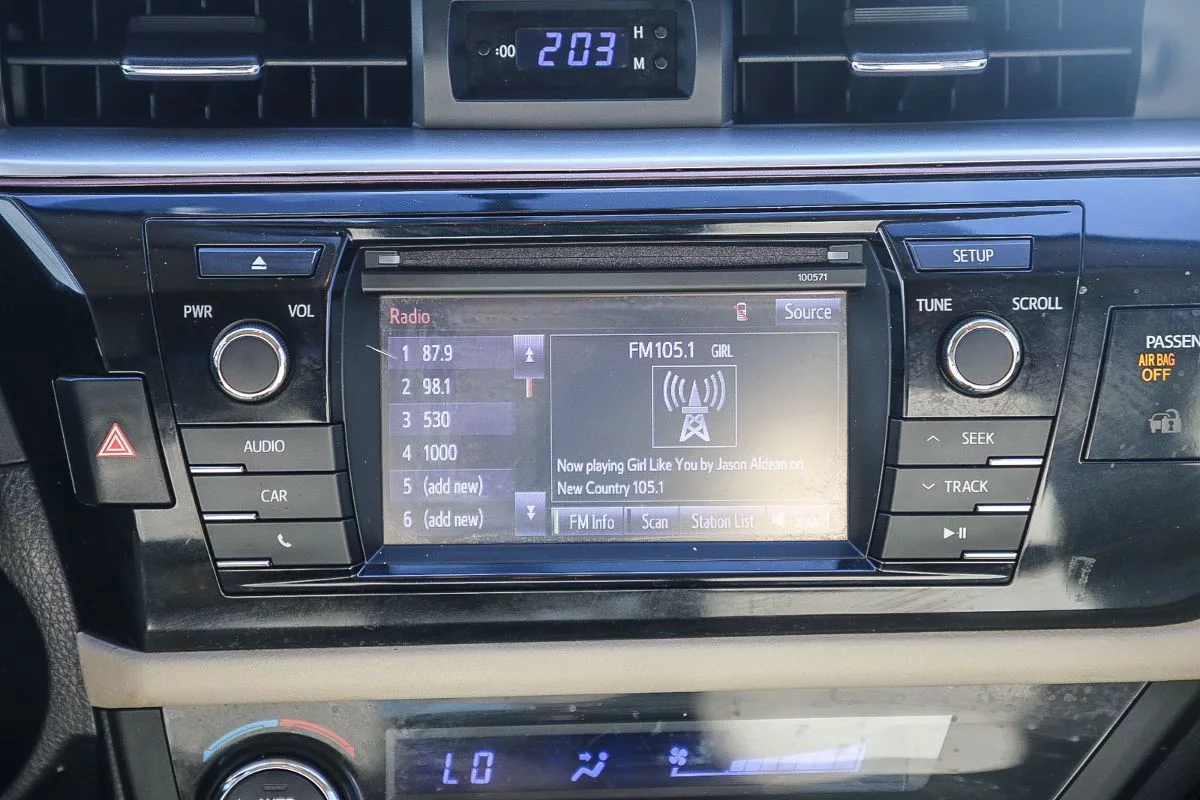 :00 203 H
M
SETUP
100571
PWR VOL
TUNE SCROLL
Radio Source
1 87.9
2 98.1
3 530
4 1000
5 (add new)
6 (add new)
FM105.1 GIRL
Now playing Girl Like You by Jason Aldean on
New Country 105.1
FM Info Scan Station List
AUDIO
CAR
SEEK
TRACK
PASSEN
AIR BAG
OFF
LO